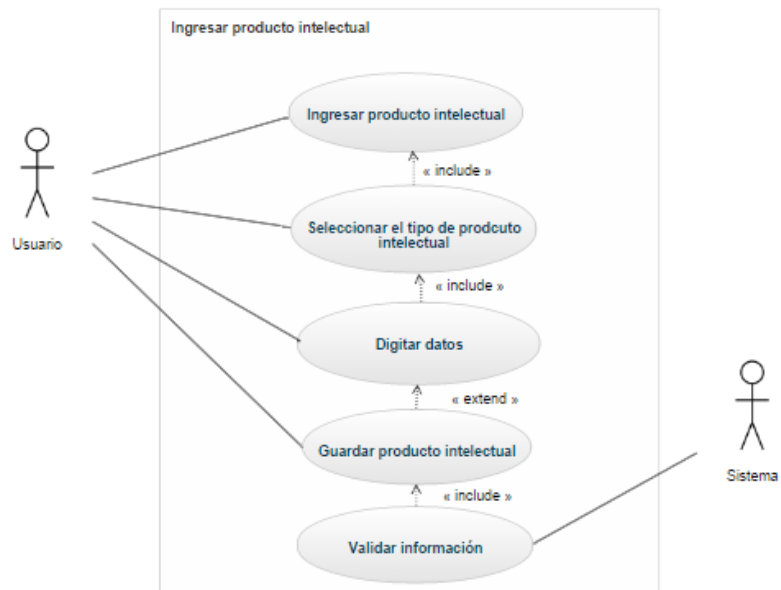 Ingresar producto intelectual
Ingresar producto intelectual
« include »
Usuario
Seleccionar el tipo de prodcuto
intelectual
« include »
Digitar datos
« extend »
Guardar producto intelectual
« include »
Sistema
Validar información